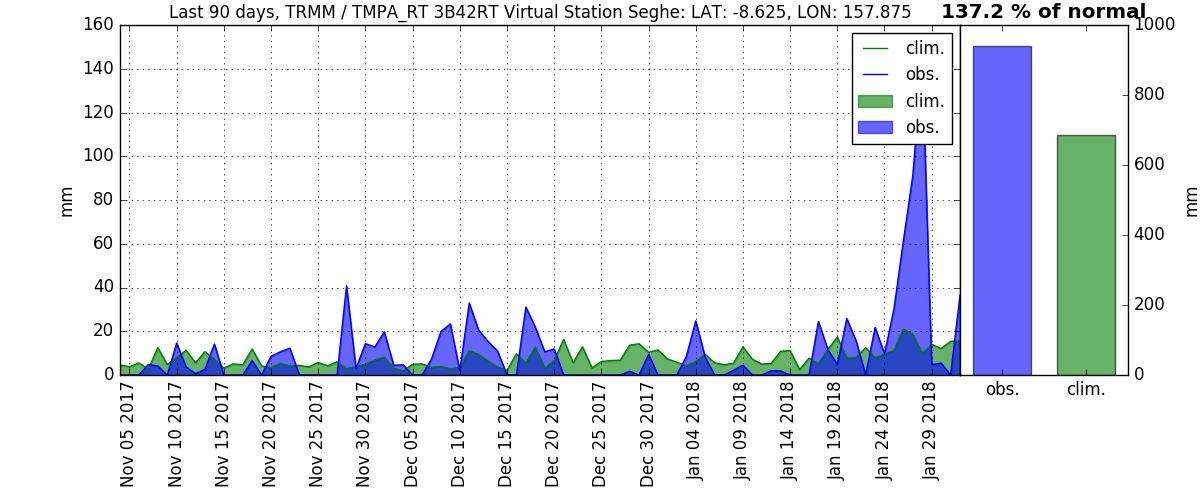 Last 90 days, TRMM / TMPA_RT 3B42RT Virtual Station Seghe: LAT: -8.625, LON: 157.875
137.2 % of normal
160
140
120
100
80
60
40
20
0
mm
clim.
obs.
clim.
obs.
1000
800
600
400
200
0
mm
obs.
clim.
Nov 05 2017
Nov 10 2017
Nov 15 2017
Nov 20 2017
Nov 25 2017
Nov 30 2017
Dec 05 2017
Dec 10 2017
Dec 15 2017
Dec 20 2017
Dec 25 2017
Dec 30 2017
Jan 04 2018
Jan 09 2018
Jan 14 2018
Jan 19 2018
Jan 24 2018
Jan 29 2018